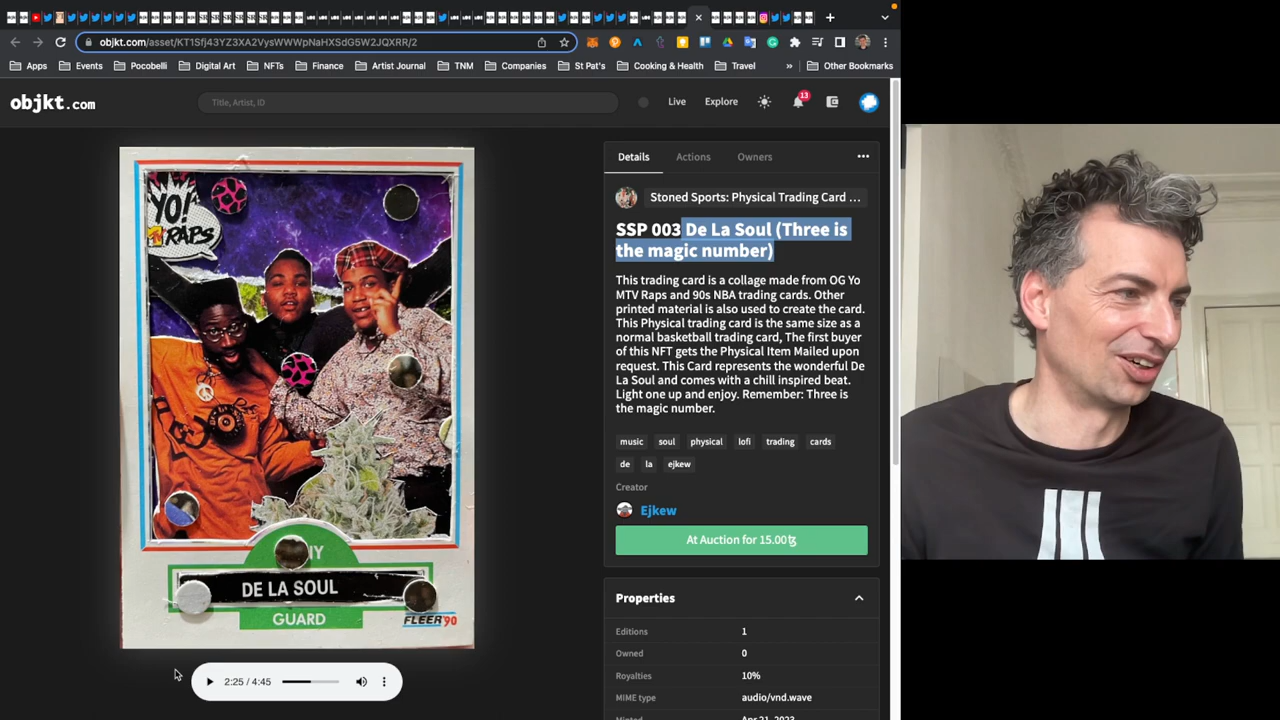 objkt.com/asset/KT1Sfj43YZ3XA2VysWWWpNaHXSdG5W2JQXRR/2
Apps Events Pocobelli Digital Art NFTs Finance Artist Journal TNM Companies St Pat's Cooking & Health Travel » Other Bookmarks
objkt.com
Title, Artist, ID
Live Explore 13
Details Actions Owners
Stoned Sports: Physical Trading Card …
SSP 003 De La Soul (Three is
the magic number)
This trading card is a collage made from OG Yo
MTV Raps and 90s NBA trading cards. Other
printed material is also used to create the card.
This Physical trading card is the same size as a
normal basketball trading card, The first buyer
of this NFT gets the Physical Item Mailed upon
request. This Card represents the wonderful De
La Soul and comes with a chill inspired beat.
Light one up and enjoy. Remember: Three is
the magic number.
music soul physical lofi trading cards
de la ejkew
Creator
Ejkew
At Auction for 15.00ꜩ
Properties
Editions 1
Owned 0
Royalties 10%
MIME type audio/vnd.wave
Minted Apr 21, 2023
YO!
MTV
RAPS
DE LA SOUL
GUARD
FLEER '90
2:25 / 4:45